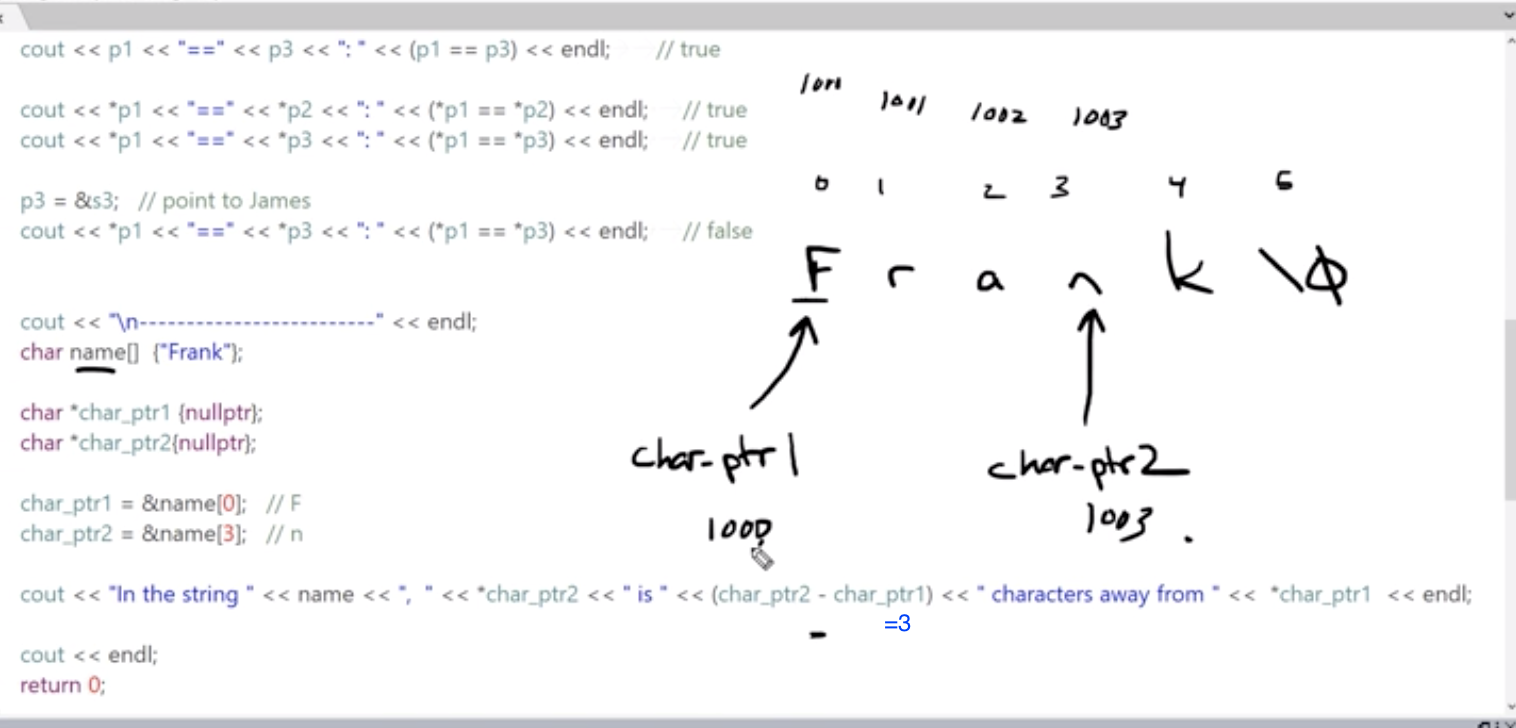 cout << p1 << "==" << p3 << ": " << (p1 == p3) << endl; // true
cout << *p1 << "==" << *p2 << ": " << (*p1 == *p2) << endl; // true
cout << *p1 << "==" << *p3 << ": " << (*p1 == *p3) << endl; // true
p3 = &s3; // point to James
cout << *p1 << "==" << *p3 << ": " << (*p1 == *p3) << endl; // false
cout << "\n-------------------------" << endl;
char name[] {"Frank"};
char *char_ptr1 {nullptr};
char *char_ptr2{nullptr};
char_ptr1 = &name[0]; // F
char_ptr2 = &name[3]; // n
cout << "In the string " << name << ", " << *char_ptr2 << " is " << (char_ptr2 - char_ptr1) << " characters away from " << *char_ptr1 << endl;
=3
cout << endl;
return 0;
1000 1001 1002 1003
0 1 2 3 4 5
F r a n k \0
char-ptr1 char-ptr2
1000 1003
-